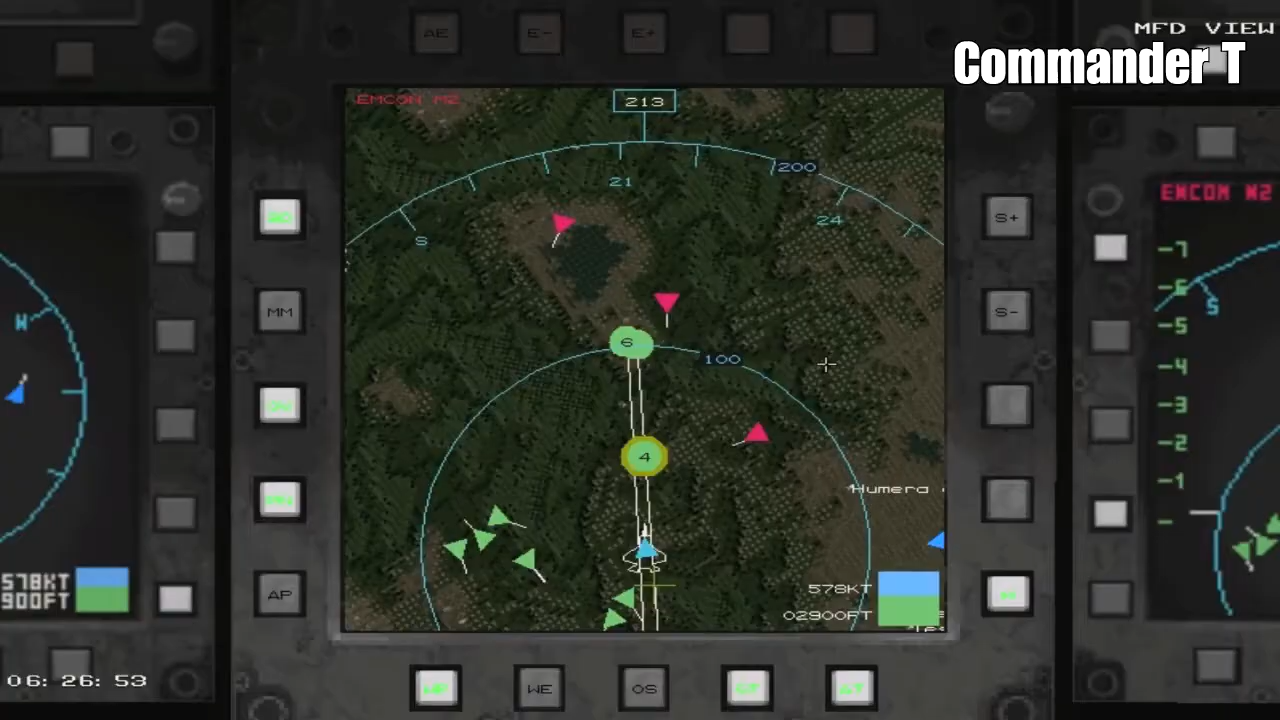 AE
E-
E+
MFD VIEW
Commander T
EMCON M2
213
EMCON M2
200
21
24
S
S
S+
W
MM
S-
-7
-6
-5
-4
-3
-2
-1
6
100
4
Humera
AP
578KT
900FT
578KT
02900FT
06: 26: 53
WE
OS